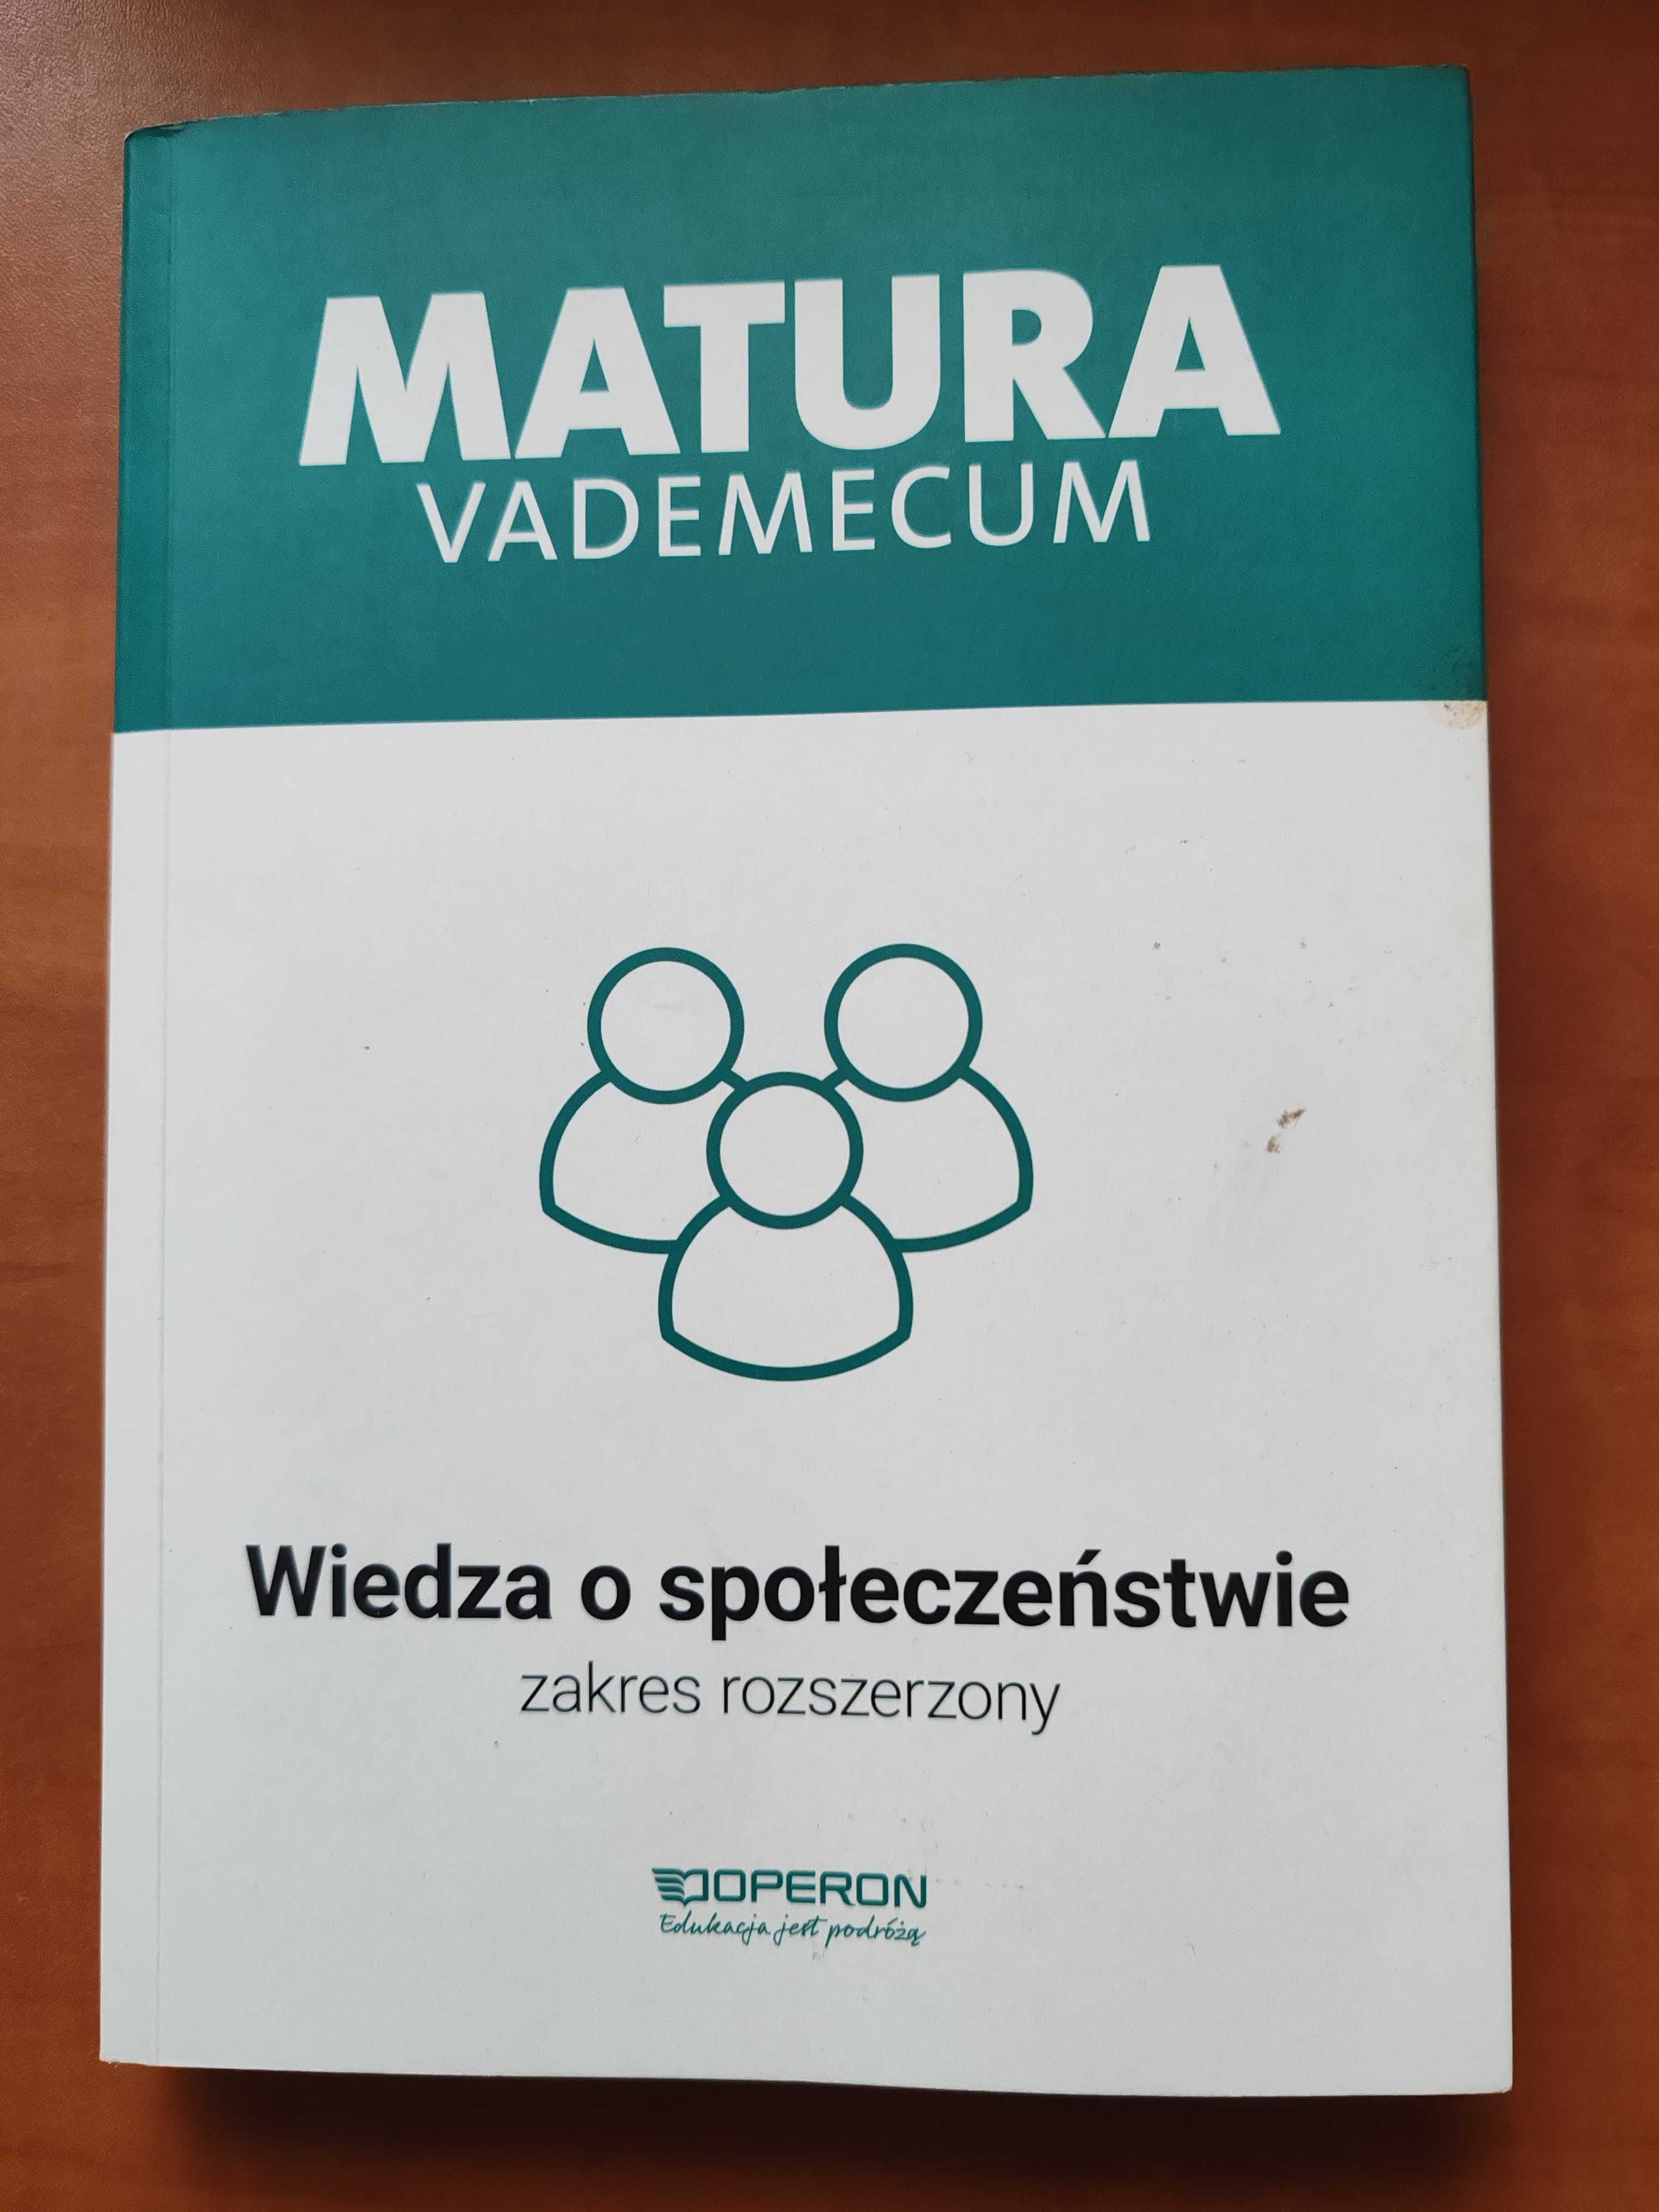 MATURA
VADEMECUM
Wiedza o społeczeństwie
zakres rozszerzony
OPERON
Edukacja jest podróżą